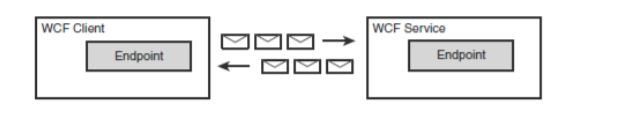 WCF Client
Endpoint
WCF Service
Endpoint